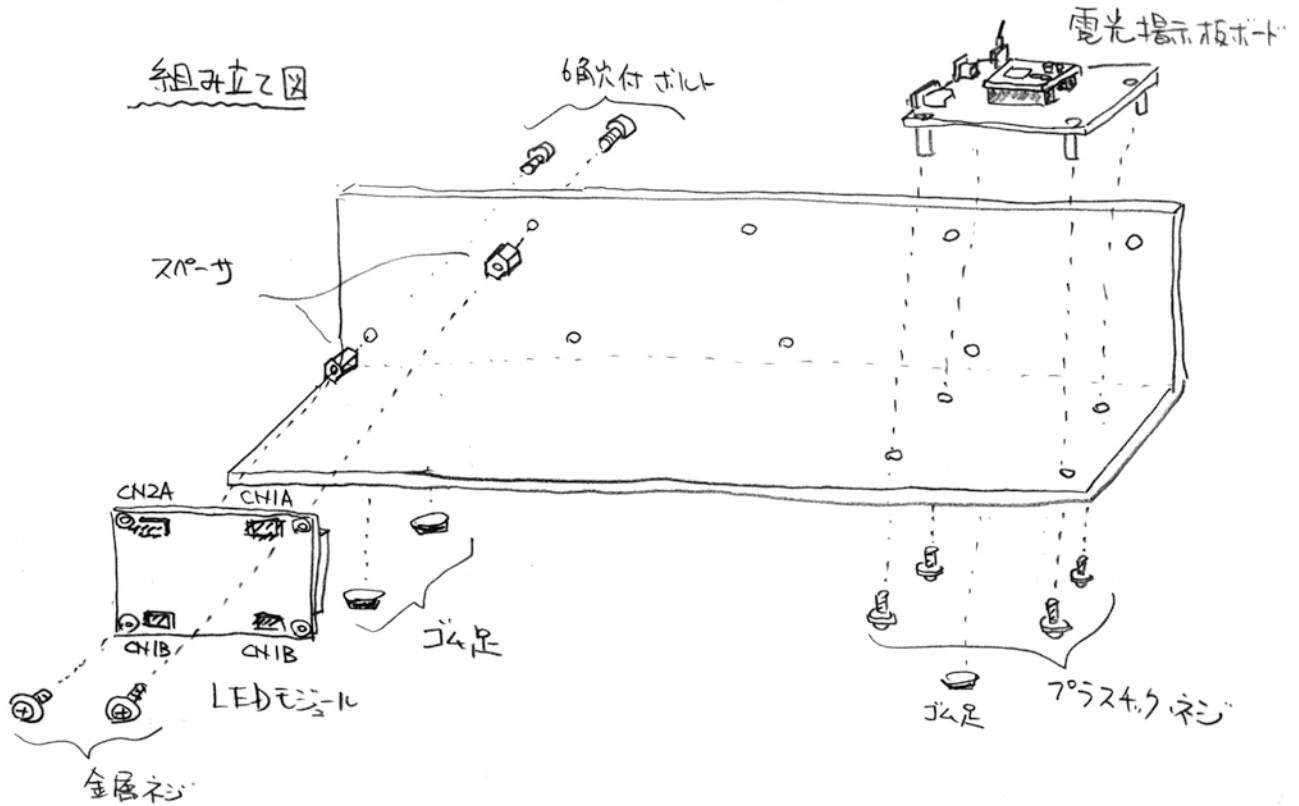 組み立て図
6角穴付ボルト
電光掲示板ボード
スペーサ
CN2A
CN1A
CN1B
CN1B
LEDモジュール
ゴム足
ゴム足
プラスチックネジ
金属ネジ